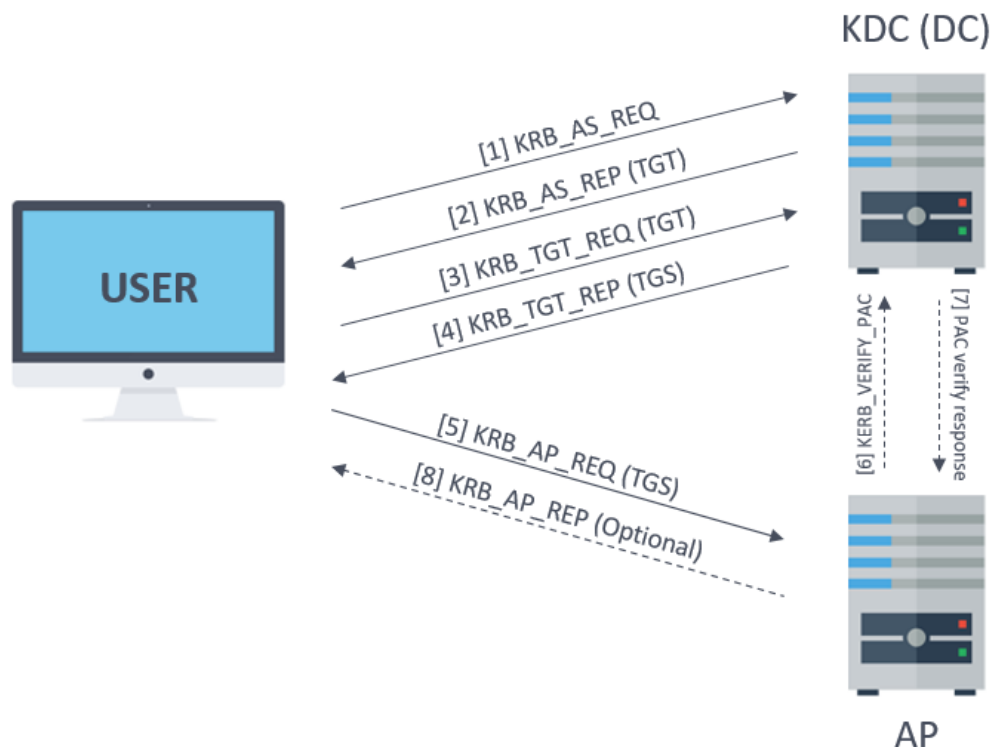 KDC (DC)
[1] KRB_AS_REQ
[2] KRB_AS_REP (TGT)
[3] KRB_TGT_REQ (TGT)
[4] KRB_TGT_REP (TGS)
USER
[5] KRB_AP_REQ (TGS)
[8] KRB_AP_REP (Optional)
[6] KERB_VERIFY_PAC
[7] PAC verify response
AP